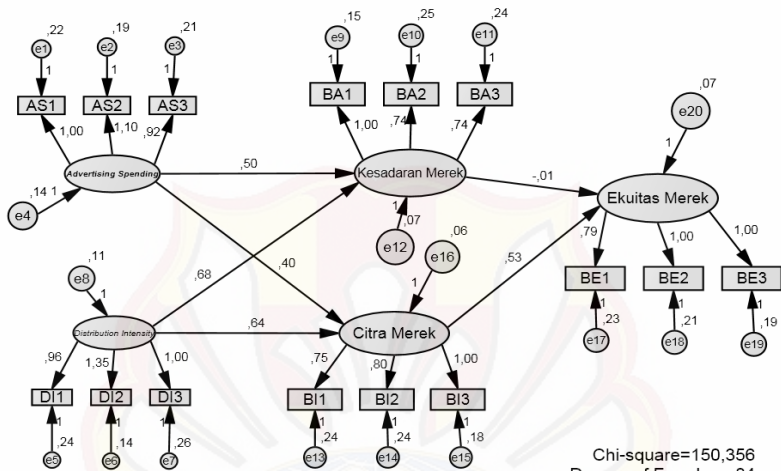 ,22 ,19 ,21
e1 e2 e3
1 1 1
AS1 AS2 AS3
1,00 1,10 ,92
Advertising Spending
,14 1
e4
,15 ,25 ,24
e9 e10 e11
1 1 1
BA1 BA2 BA3
1,00 ,74 ,74
Kesadaran Merek
1
,07
e12
,50
,68
,40
,64
-,01
,53
,07
e20
1
Ekuitas Merek
,79 1,00 1,00
BE1 BE2 BE3
1 1 1
,23 ,21 ,19
e17 e18 e19
,11
e8
1
Distribution Intensity
,96 1,35 1,00
DI1 DI2 DI3
1 1 1
,24 ,14 ,26
e5 e6 e7
,06
e16
1
Citra Merek
,75 ,80 1,00
BI1 BI2 BI3
1 1 1
,24 ,24 ,18
e13 e14 e15
Chi-square=150,356